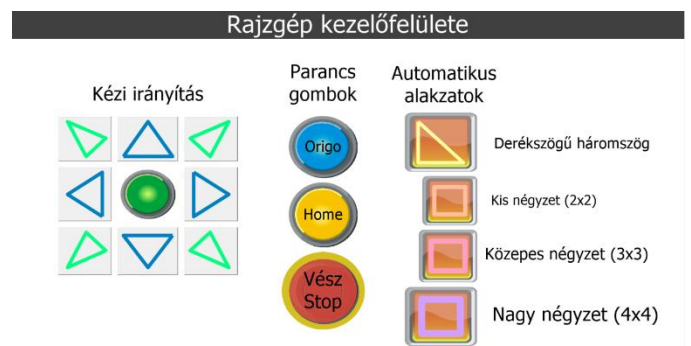 Rajzgép kezelőfelülete
Kézi irányítás
Parancs
gombok
Origo
Home
Vész
Stop
Automatikus
alakzatok
Derékszögű háromszög
Kis négyzet (2x2)
Közepes négyzet (3x3)
Nagy négyzet (4x4)